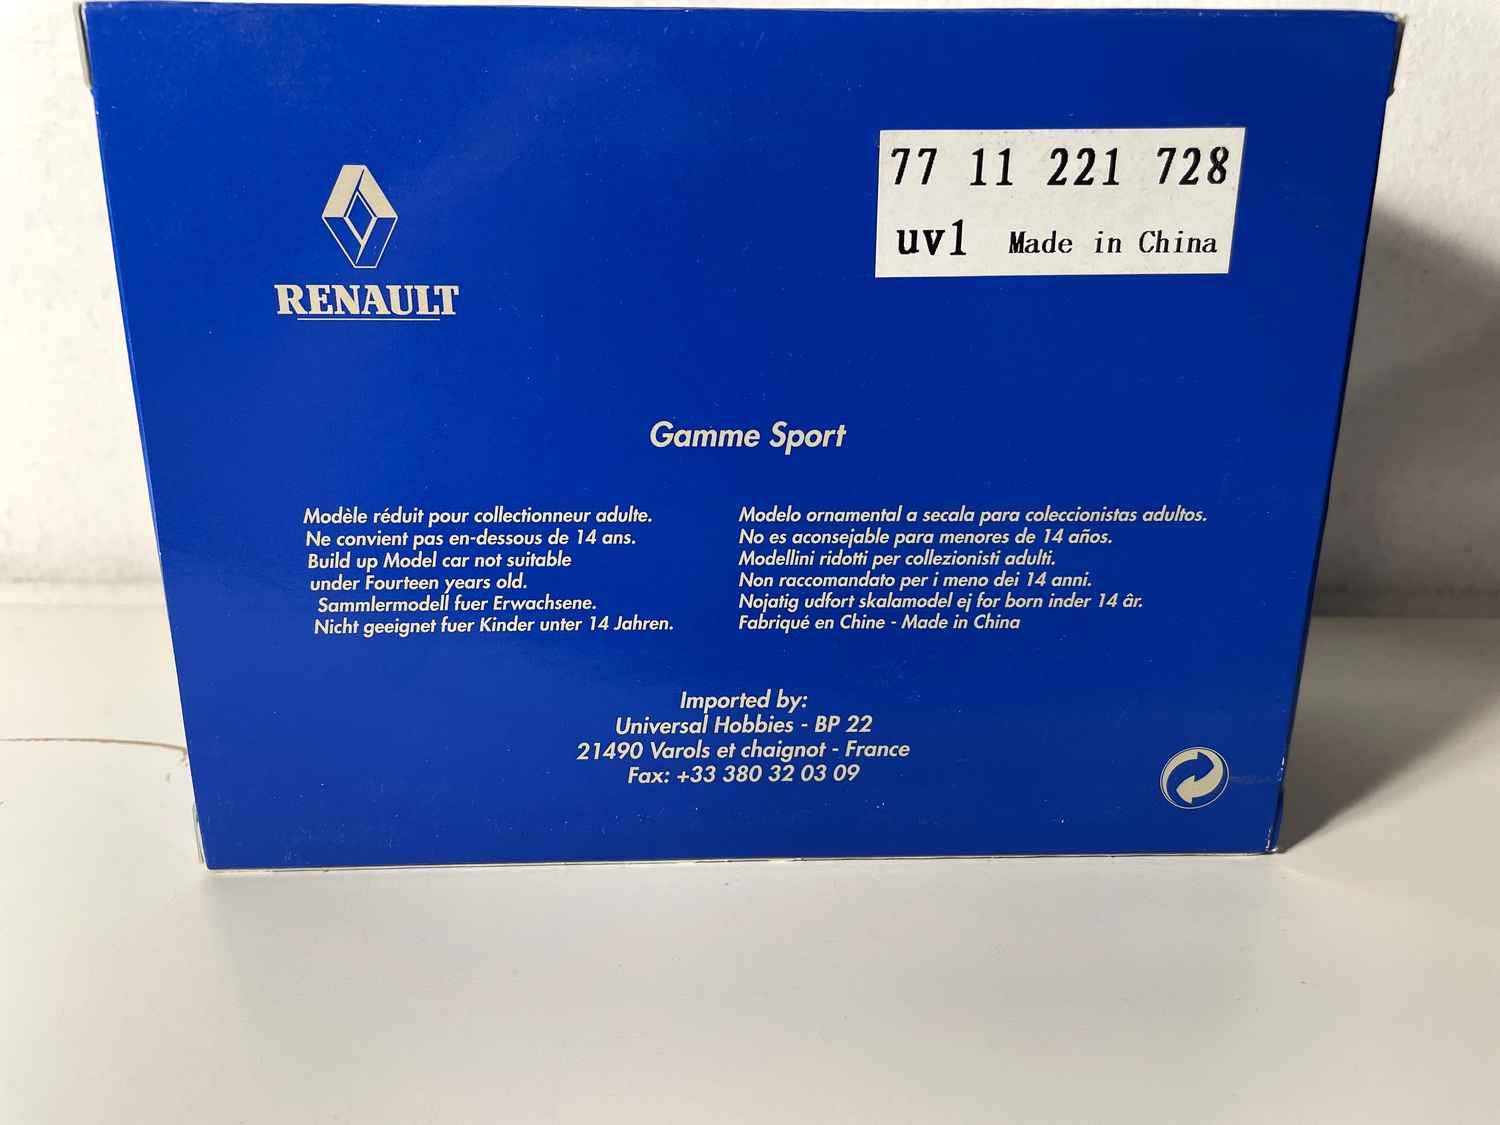 77 11 221 728
uv1 Made in China
RENAULT
Gamme Sport
Modèle réduit pour collectionneur adulte.
Ne convient pas en-dessous de 14 ans.
Build up Model car not suitable
under Fourteen years old.
Sammlermodell fuer Erwachsene.
Nicht geeignet fuer Kinder unter 14 Jahren.
Modelo ornamental a secala para coleccionistas adultos.
No es aconsejable para menores de 14 años.
Modellini ridotti per collezionisti adulti.
Non raccomandato per i meno dei 14 anni.
Nojatig udfort skalamodel ej for born inder 14 âr.
Fabriqué en Chine - Made in China
Imported by:
Universal Hobbies - BP 22
21490 Varols et chaignot - France
Fax: +33 380 32 03 09